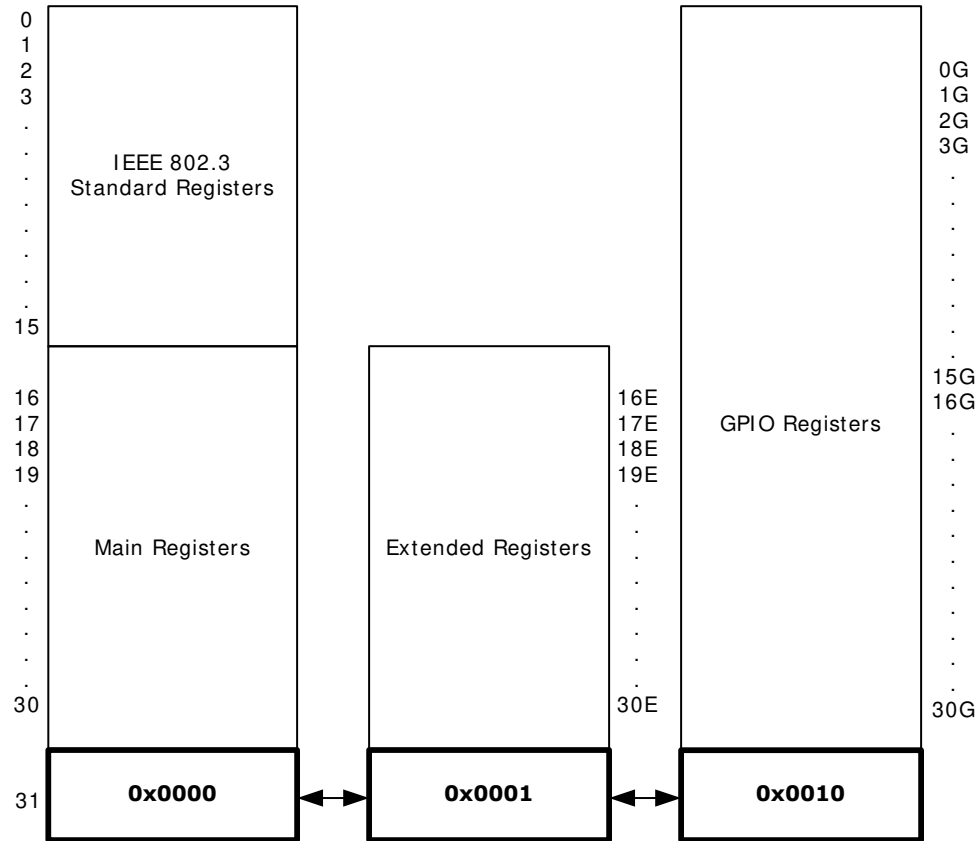 0
1
2
3
.
.
.
.
.
.
.
.
15
IEEE 802.3
Standard Registers
16
17
18
19
.
.
.
.
.
.
.
.
30
Main Registers
Extended Registers
16E
17E
18E
19E
.
.
.
.
.
.
.
.
30E
GPIO Registers
0G
1G
2G
3G
.
.
.
.
.
.
.
.
15G
16G
.
.
.
.
.
.
.
.
.
.
.
30G
31
0x0000
0x0001
0x0010